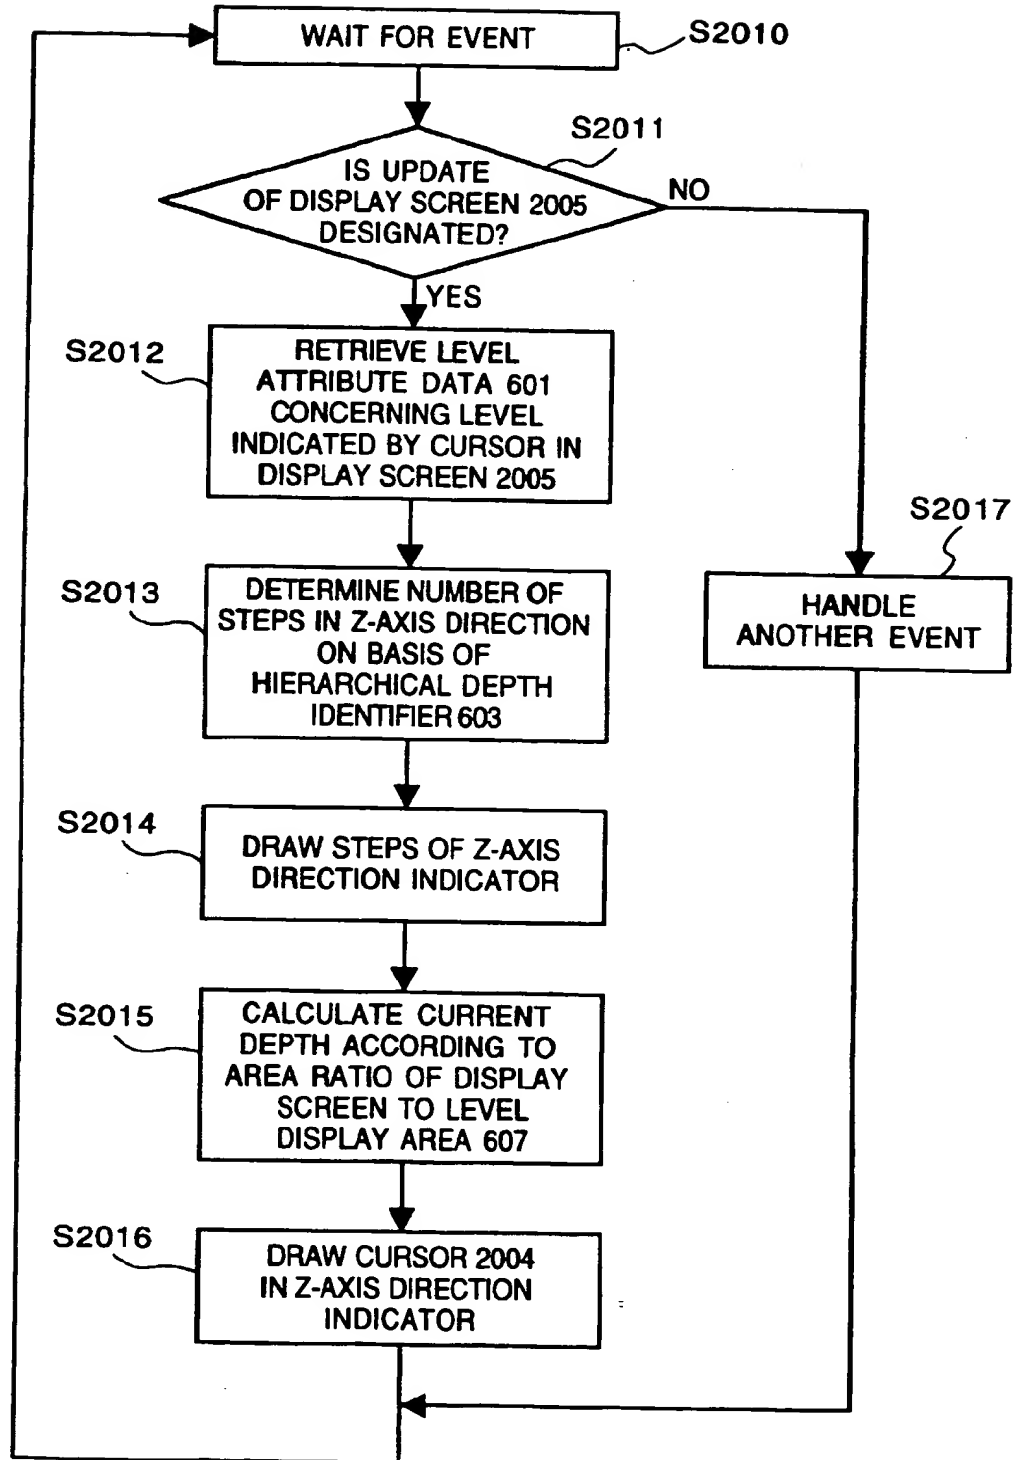 WAIT FOR EVENT
S2010
S2011
IS UPDATE
OF DISPLAY SCREEN 2005
DESIGNATED?
NO
YES
S2012
RETRIEVE LEVEL
ATTRIBUTE DATA 601
CONCERNING LEVEL
INDICATED BY CURSOR IN
DISPLAY SCREEN 2005
S2017
HANDLE
ANOTHER EVENT
S2013
DETERMINE NUMBER OF
STEPS IN Z-AXIS DIRECTION
ON BASIS OF
HIERARCHICAL DEPTH
IDENTIFIER 603
S2014
DRAW STEPS OF Z-AXIS
DIRECTION INDICATOR
S2015
CALCULATE CURRENT
DEPTH ACCORDING TO
AREA RATIO OF DISPLAY
SCREEN TO LEVEL
DISPLAY AREA 607
S2016
DRAW CURSOR 2004
IN Z-AXIS DIRECTION
INDICATOR